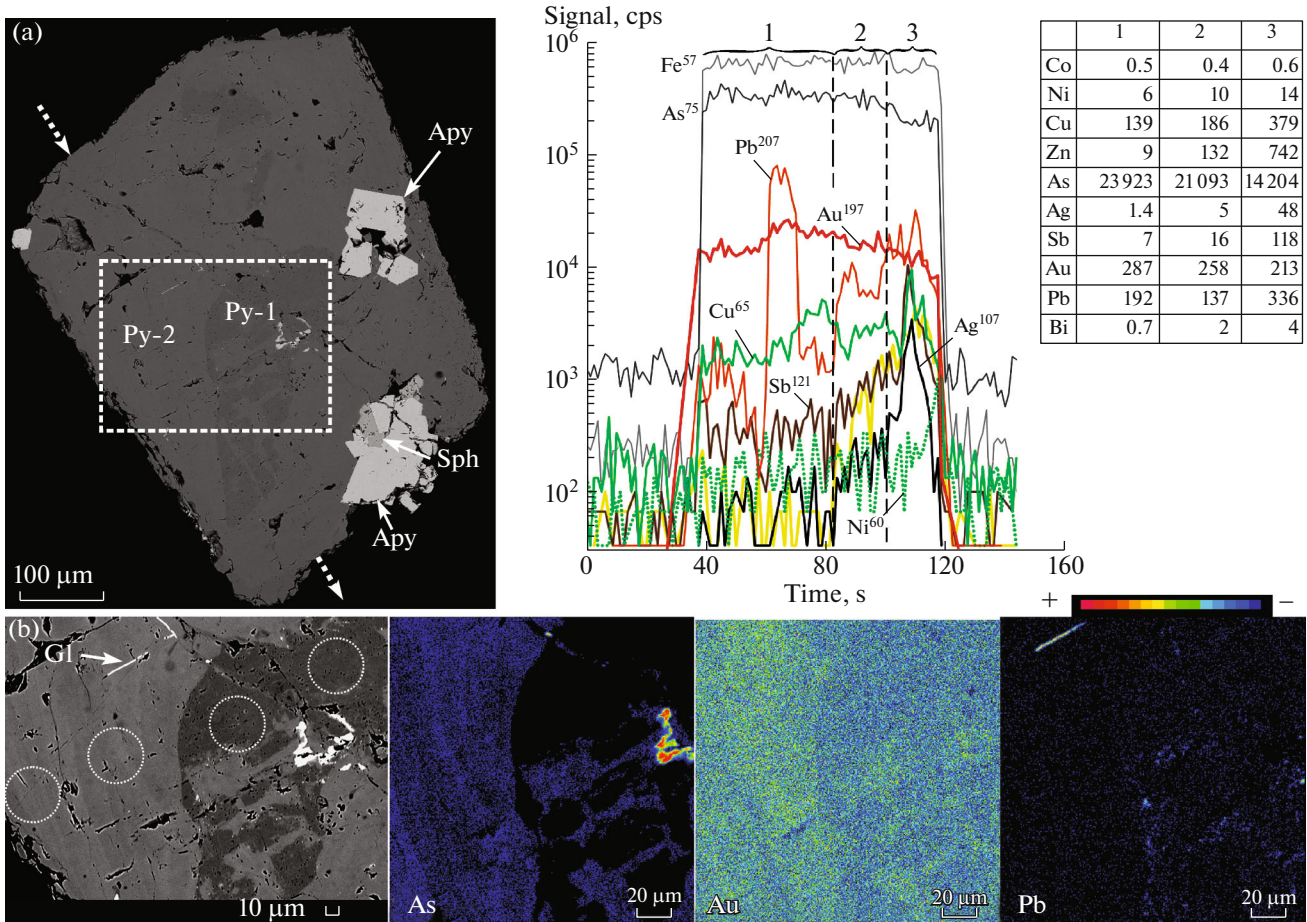 (a)
Apy
Py-2
Py-1
Sph
Apy
100 µm
Signal, cps
10⁶
10⁵
10⁴
10³
10²
1 2 3
Fe⁵⁷
As⁷⁵
Pb²⁰⁷
Au¹⁹⁷
Cu⁶⁵
Ag¹⁰⁷
Sb¹²¹
Ni⁶⁰
0 40 80 120 160
Time, s
1 2 3
Co 0.5 0.4 0.6
Ni 6 10 14
Cu 139 186 379
Zn 9 132 742
As 23 923 21 093 14 204
Ag 1.4 5 48
Sb 7 16 118
Au 287 258 213
Pb 192 137 336
Bi 0.7 2 4
+ −
(b)
Gl
10 µm
As
20 µm
Au
20 µm
Pb
20 µm